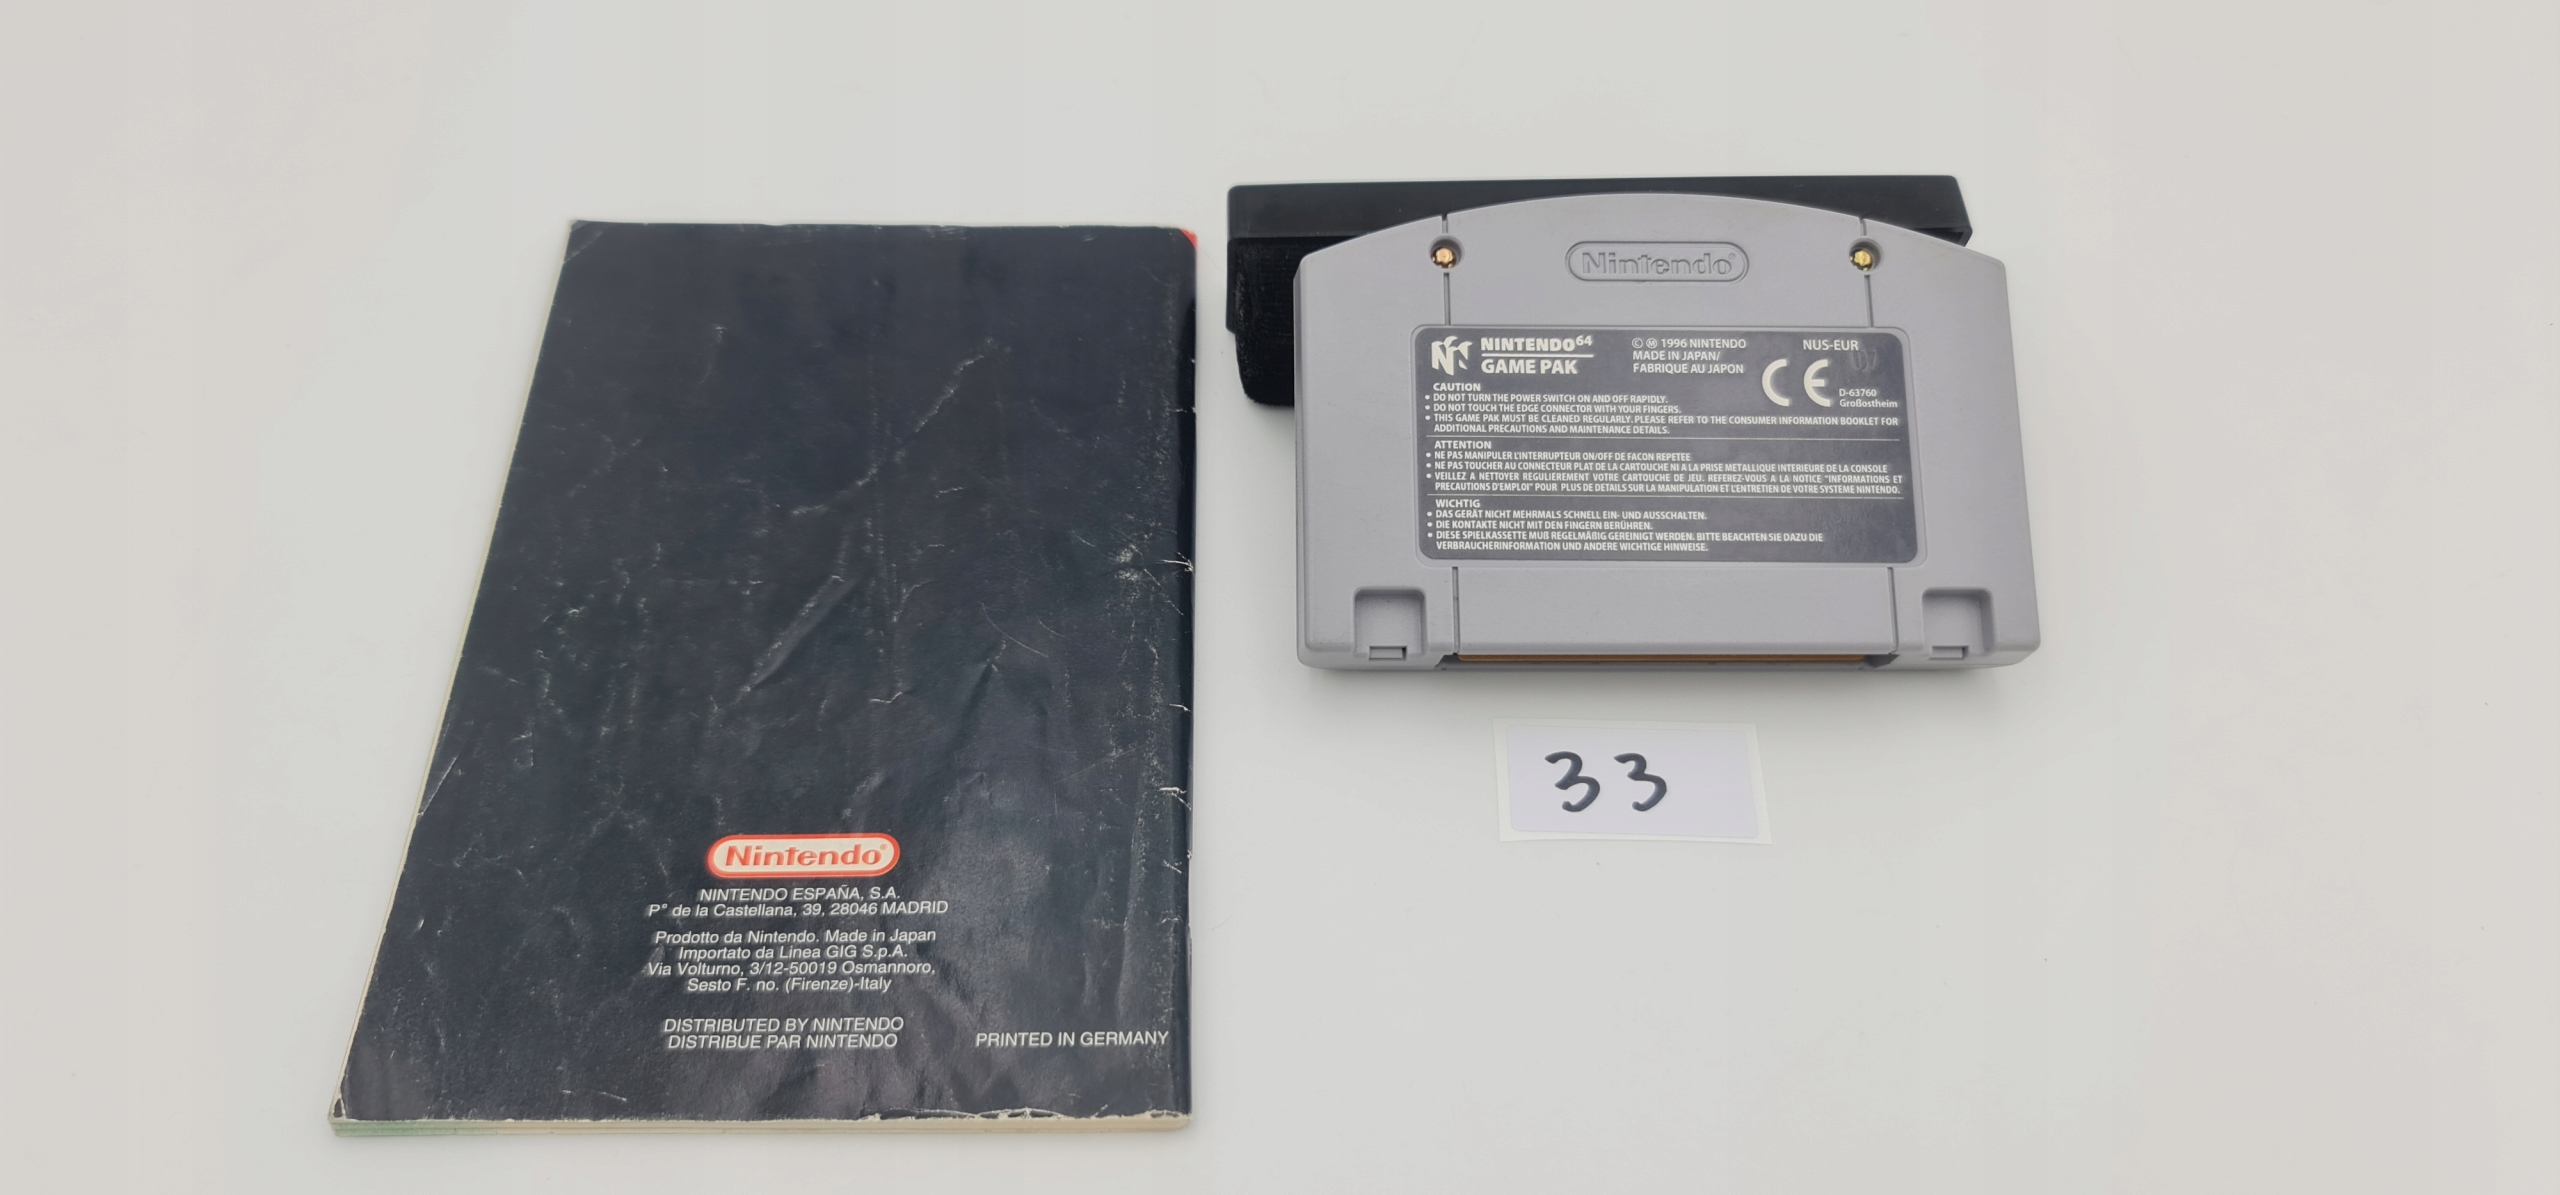 Nintendo
NINTENDO ESPAÑA, S.A.
P° de la Castellana, 39, 28046 MADRID
Prodotto da Nintendo. Made in Japan
Importato da Linea GIG S.p.A.
Via Volturno, 3/12-50019 Osmannoro,
Sesto F. no. (Firenze)-Italy
DISTRIBUTED BY NINTENDO
DISTRIBUE PAR NINTENDO
PRINTED IN GERMANY
Nintendo
NINTENDO64
GAME PAK
© Ⓜ 1996 NINTENDO
MADE IN JAPAN/
FABRIQUE AU JAPON
NUS-EUR
07
CE
D-63760
Großostheim
CAUTION
• DO NOT TURN THE POWER SWITCH ON AND OFF RAPIDLY.
• DO NOT TOUCH THE EDGE CONNECTOR WITH YOUR FINGERS.
• THIS GAME PAK MUST BE CLEANED REGULARLY. PLEASE REFER TO THE CONSUMER INFORMATION BOOKLET FOR
ADDITIONAL PRECAUTIONS AND MAINTENANCE DETAILS.
ATTENTION
• NE PAS MANIPULER L'INTERRUPTEUR ON/OFF DE FACON REPETEE
• NE PAS TOUCHER AU CONNECTEUR PLAT DE LA CARTOUCHE NI A LA PRISE METALLIQUE INTERIEURE DE LA CONSOLE
• VEILLEZ A NETTOYER REGULIEREMENT VOTRE CARTOUCHE DE JEU. REFEREZ-VOUS A LA NOTICE "INFORMATIONS ET
PRECAUTIONS D'EMPLOI" POUR PLUS DE DETAILS SUR LA MANIPULATION ET L'ENTRETIEN DE VOTRE SYSTEME NINTENDO.
WICHTIG
• DAS GERÄT NICHT MEHRMALS SCHNELL EIN- UND AUSSCHALTEN.
• DIE KONTAKTE NICHT MIT DEN FINGERN BERÜHREN.
• DIESE SPIELKASSETTE MUß REGELMÄßIG GEREINIGT WERDEN. BITTE BEACHTEN SIE DAZU DIE
VERBRAUCHERINFORMATION UND ANDERE WICHTIGE HINWEISE.
33